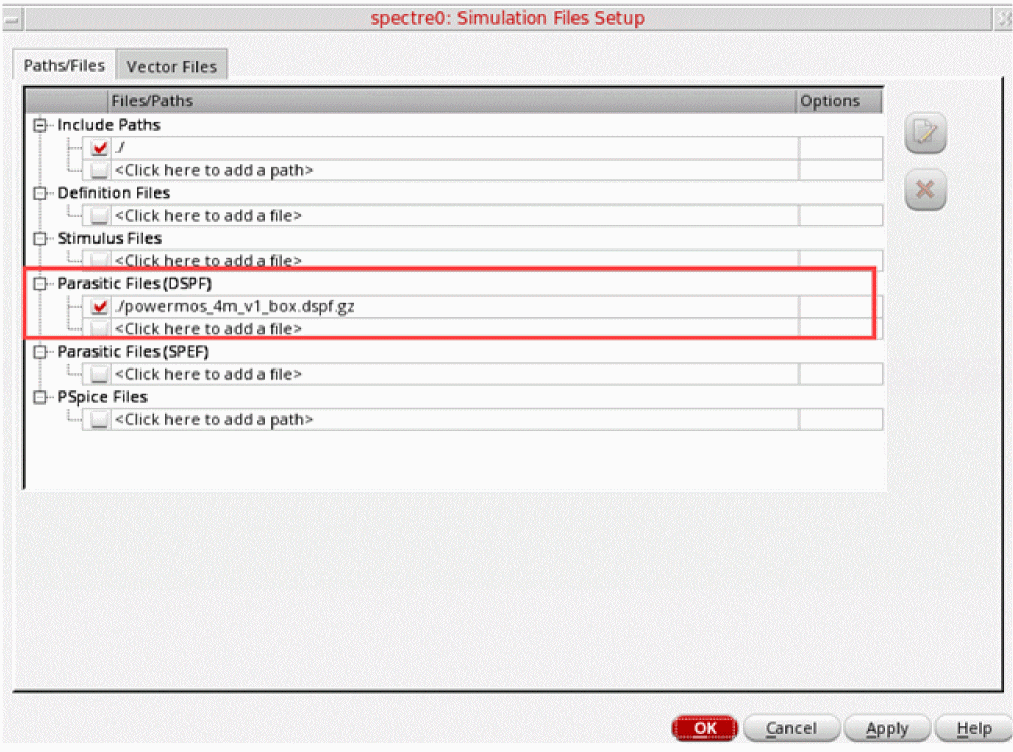 spectre0: Simulation Files Setup
Paths/Files Vector Files
Files/Paths Options
Include Paths
./
<Click here to add a path>
Definition Files
<Click here to add a file>
Stimulus Files
<Click here to add a file>
Parasitic Files (DSPF)
./powermos_4m_v1_box.dspf.gz
<Click here to add a file>
Parasitic Files (SPEF)
<Click here to add a file>
PSpice Files
<Click here to add a path>
OK Cancel Apply Help